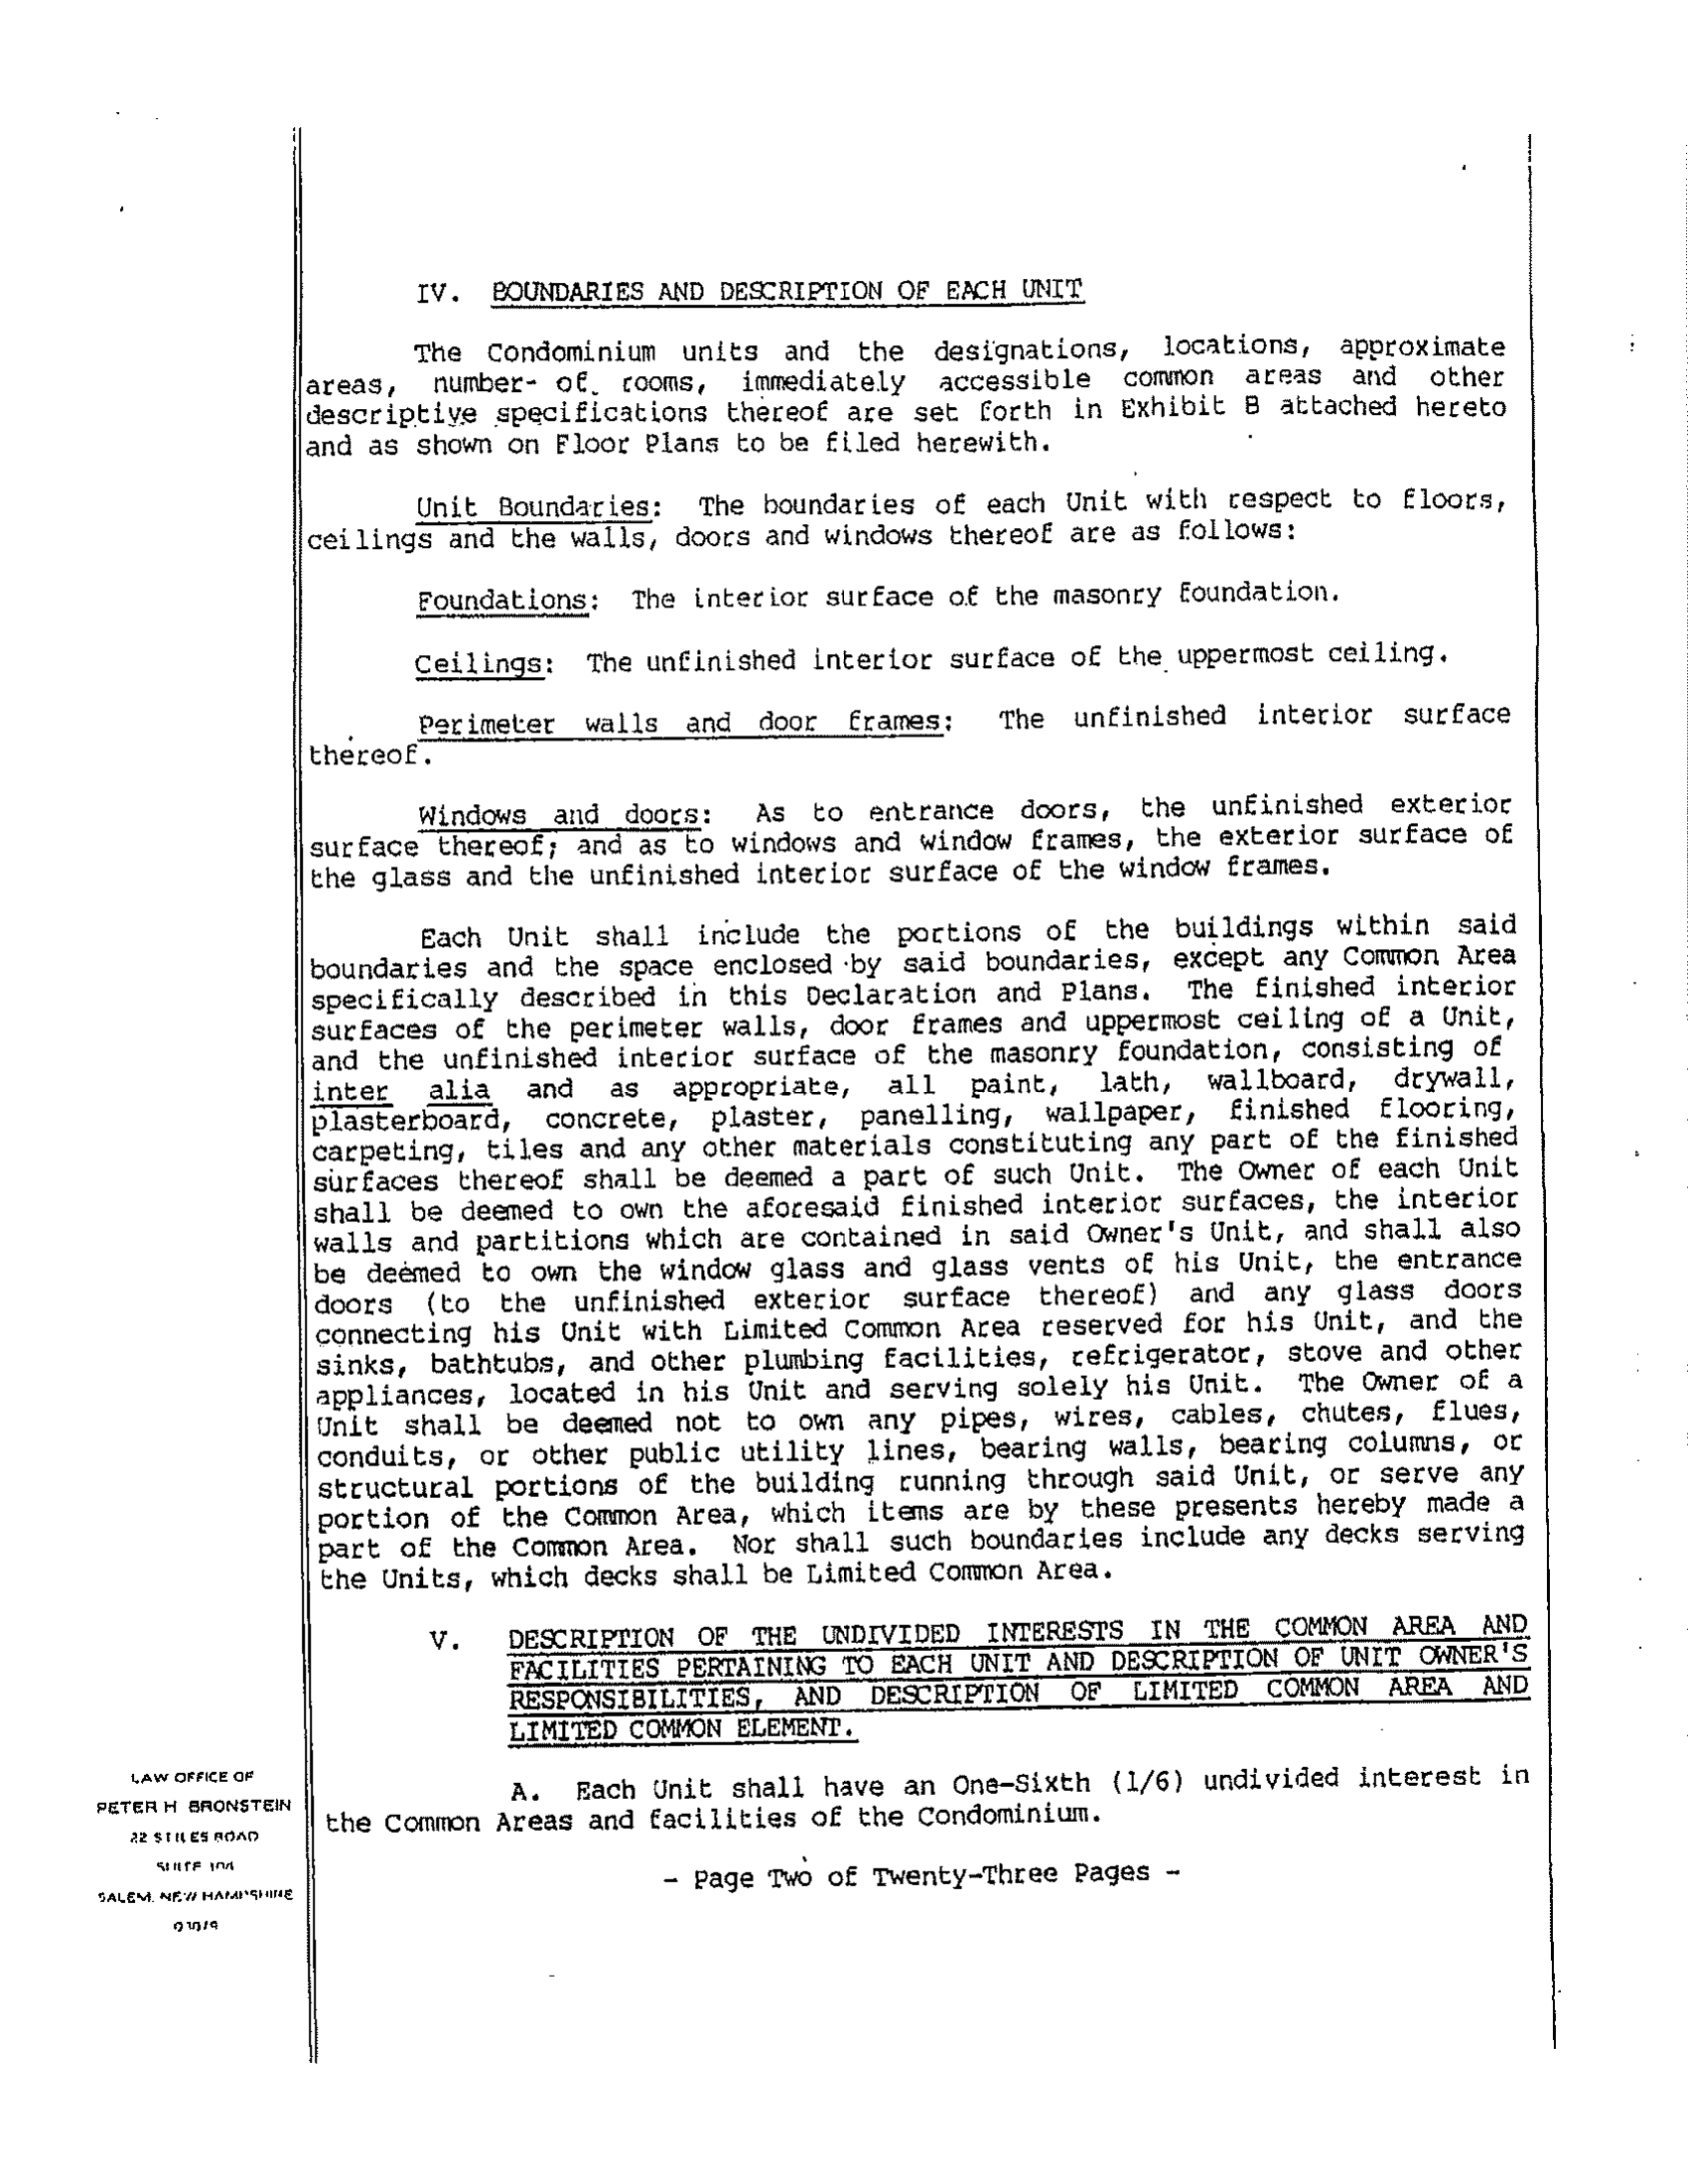 IV. BOUNDARIES AND DESCRIPTION OF EACH UNIT
The Condominium units and the designations, locations, approximate
areas, number- of rooms, immediately accessible common areas and other
descriptive specifications thereof are set forth in Exhibit B attached hereto
and as shown on Floor Plans to be filed herewith.
Unit Boundaries: The boundaries of each Unit with respect to floors,
ceilings and the walls, doors and windows thereof are as follows:
Foundations: The interior surface of the masonry foundation.
Ceilings: The unfinished interior surface of the uppermost ceiling.
Perimeter walls and door frames: The unfinished interior surface
thereof.
Windows and doors: As to entrance doors, the unfinished exterior
surface thereof; and as to windows and window frames, the exterior surface of
the glass and the unfinished interior surface of the window frames.
Each Unit shall include the portions of the buildings within said
boundaries and the space enclosed by said boundaries, except any Common Area
specifically described in this Declaration and Plans. The finished interior
surfaces of the perimeter walls, door frames and uppermost ceiling of a Unit,
and the unfinished interior surface of the masonry foundation, consisting of
inter alia and as appropriate, all paint, lath, wallboard, drywall,
plasterboard, concrete, plaster, panelling, wallpaper, finished flooring,
carpeting, tiles and any other materials constituting any part of the finished
surfaces thereof shall be deemed a part of such Unit. The Owner of each Unit
shall be deemed to own the aforesaid finished interior surfaces, the interior
walls and partitions which are contained in said Owner's Unit, and shall also
be deemed to own the window glass and glass vents of his Unit, the entrance
doors (to the unfinished exterior surface thereof) and any glass doors
connecting his Unit with Limited Common Area reserved for his Unit, and the
sinks, bathtubs, and other plumbing facilities, refrigerator, stove and other
appliances, located in his Unit and serving solely his Unit. The Owner of a
Unit shall be deemed not to own any pipes, wires, cables, chutes, flues,
conduits, or other public utility lines, bearing walls, bearing columns, or
structural portions of the building running through said Unit, or serve any
portion of the Common Area, which items are by these presents hereby made a
part of the Common Area. Nor shall such boundaries include any decks serving
the Units, which decks shall be Limited Common Area.
V. DESCRIPTION OF THE UNDIVIDED INTERESTS IN THE COMMON AREA AND
FACILITIES PERTAINING TO EACH UNIT AND DESCRIPTION OF UNIT OWNER'S
RESPONSIBILITIES, AND DESCRIPTION OF LIMITED COMMON AREA AND
LIMITED COMMON ELEMENT.
A. Each Unit shall have an One-Sixth (1/6) undivided interest in
the Common Areas and facilities of the Condominium.
- Page Two of Twenty-Three Pages -
LAW OFFICE OF
PETER H BRONSTEIN
22 STILES ROAD
SUITE 104
SALEM, NEW HAMPSHIRE